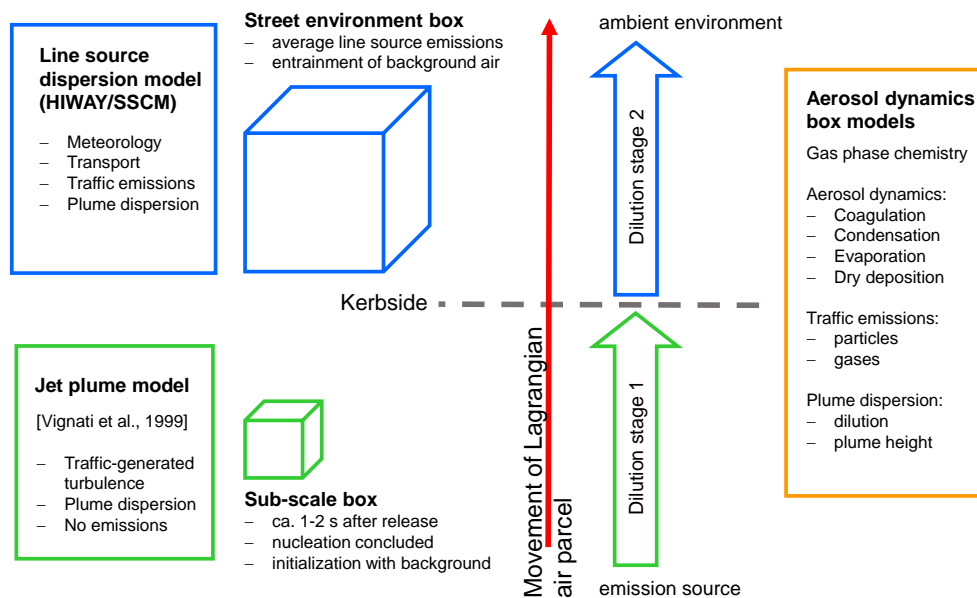 Line source
dispersion model
(HIWAY/SSCM)
– Meteorology
– Transport
– Traffic emissions
– Plume dispersion
Street environment box
– average line source emissions
– entrainment of background air
Jet plume model
[Vignati et al., 1999]
– Traffic-generated
turbulence
– Plume dispersion
– No emissions
Sub-scale box
– ca. 1-2 s after release
– nucleation concluded
– initialization with background
Kerbside
Movement of Lagrangian
air parcel
ambient environment
Dilution stage 2
Dilution stage 1
emission source
Aerosol dynamics
box models
Gas phase chemistry
Aerosol dynamics:
– Coagulation
– Condensation
– Evaporation
– Dry deposition
Traffic emissions:
– particles
– gases
Plume dispersion:
– dilution
– plume height